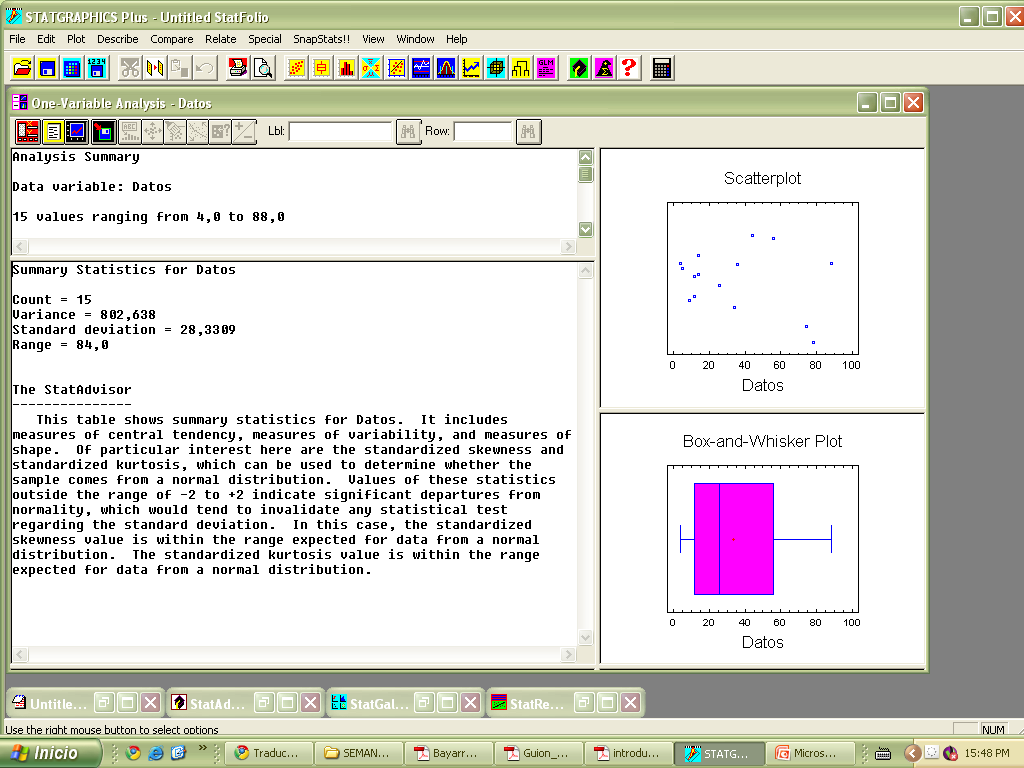 STATGRAPHICS Plus - Untitled StatFolio
File Edit Plot Describe Compare Relate Special SnapStats!! View Window Help
1234
GLM
?
One-Variable Analysis - Datos
ABC
Lbl: Row:
Analysis Summary
Data variable: Datos
15 values ranging from 4,0 to 88,0
Summary Statistics for Datos
Count = 15
Variance = 802,638
Standard deviation = 28,3309
Range = 84,0
The StatAdvisor
---------------
This table shows summary statistics for Datos. It includes
measures of central tendency, measures of variability, and measures of
shape. Of particular interest here are the standardized skewness and
standardized kurtosis, which can be used to determine whether the
sample comes from a normal distribution. Values of these statistics
outside the range of -2 to +2 indicate significant departures from
normality, which would tend to invalidate any statistical test
regarding the standard deviation. In this case, the standardized
skewness value is within the range expected for data from a normal
distribution. The standardized kurtosis value is within the range
expected for data from a normal distribution.
Scatterplot
0 20 40 60 80 100
Datos
Box-and-Whisker Plot
0 20 40 60 80 100
Datos
Untitle... StatAd... StatGal... StatRe...
Use the right mouse button to select options
NUM
Inicio » Traduc... SEMAN... Bayarr... Guion_... introdu... STATG... Micros... 15:48 PM